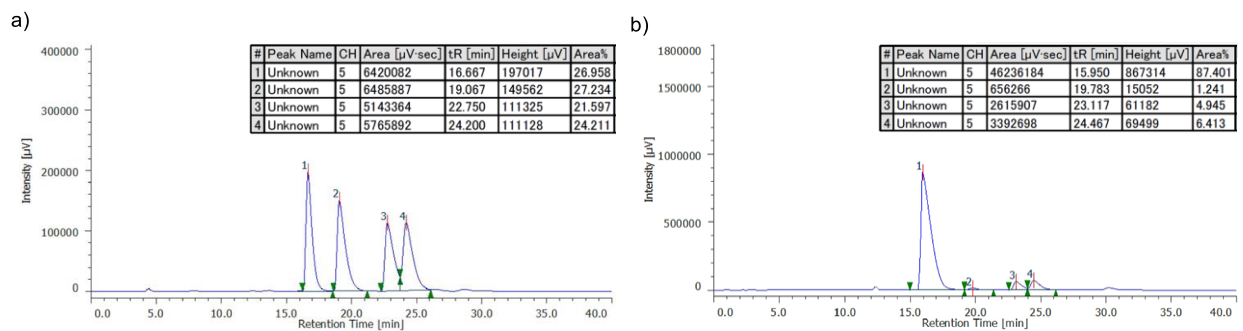 a)
# Peak Name CH Area [µV·sec] tR [min] Height [µV] Area%
1 Unknown 5 6420082 16.667 197017 26.958
2 Unknown 5 6485887 19.067 149562 27.234
3 Unknown 5 5143364 22.750 111325 21.597
4 Unknown 5 5765892 24.200 111128 24.211
400000
300000
200000
100000
0
Intensity [µV]
1
2
3
4
0.0 5.0 10.0 15.0 20.0 25.0 30.0 35.0 40.0
Retention Time [min]
b)
# Peak Name CH Area [µV·sec] tR [min] Height [µV] Area%
1 Unknown 5 46236184 15.950 867314 87.401
2 Unknown 5 656266 19.783 15052 1.241
3 Unknown 5 2615907 23.117 61182 4.945
4 Unknown 5 3392698 24.467 69499 6.413
1800000
1500000
1000000
500000
0
Intensity [µV]
1
2
3
4
0.0 5.0 10.0 15.0 20.0 25.0 30.0 35.0 40.0
Retention Time [min]